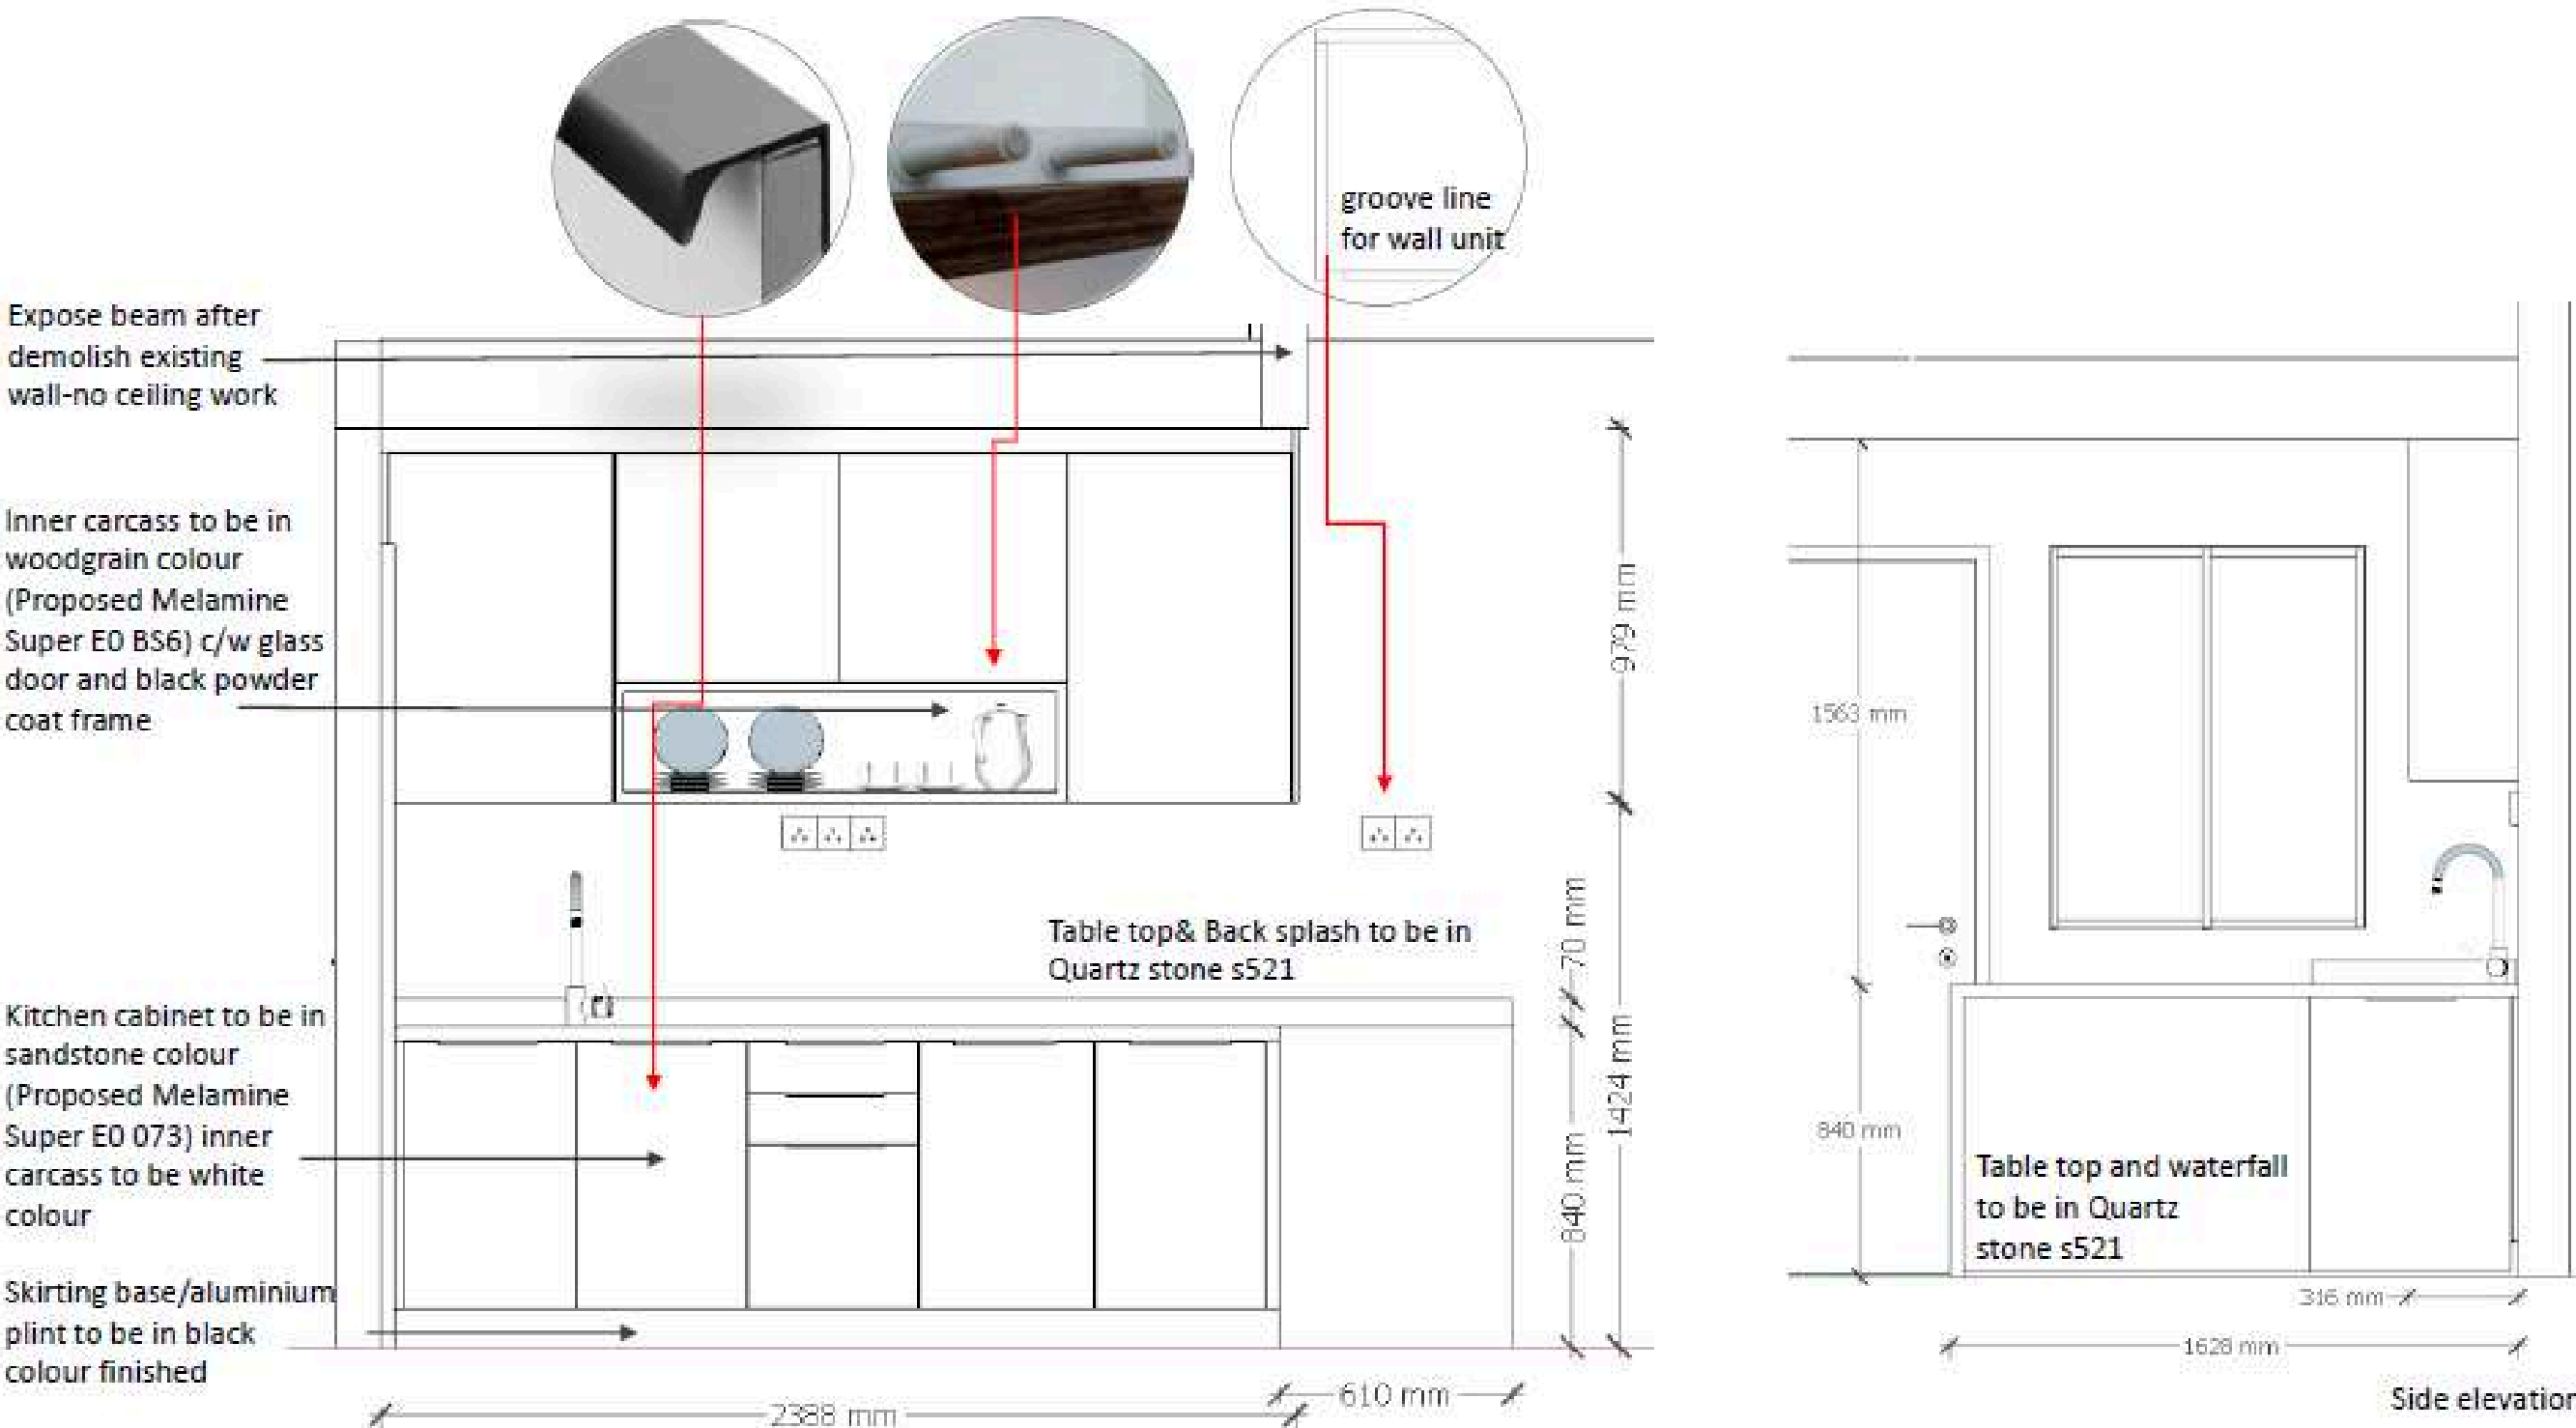 groove line
for wall unit
Expose beam after
demolish existing
wall-no ceiling work
Inner carcass to be in
woodgrain colour
(Proposed Melamine
Super E0 BS6) c/w glass
door and black powder
coat frame
979 mm
1563 mm
Table top& Back splash to be in
Quartz stone s521
70 mm
Kitchen cabinet to be in
sandstone colour
(Proposed Melamine
Super E0 073) inner
carcass to be white
colour
840 mm
1424 mm
840 mm
Table top and waterfall
to be in Quartz
stone s521
Skirting base/aluminium
plint to be in black
colour finished
316 mm
1628 mm
610 mm
2388 mm
Side elevation